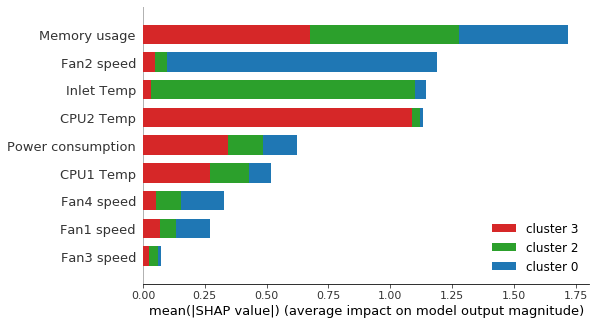 Memory usage
Fan2 speed
Inlet Temp
CPU2 Temp
Power consumption
CPU1 Temp
Fan4 speed
Fan1 speed
Fan3 speed
cluster 3
cluster 2
cluster 0
0.00 0.25 0.50 0.75 1.00 1.25 1.50 1.75
mean(|SHAP value|) (average impact on model output magnitude)